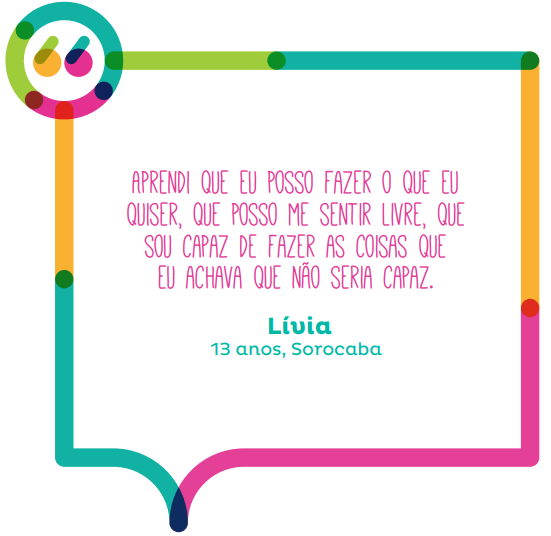 APRENDI QUE EU POSSO FAZER O QUE EU
QUISER, QUE POSSO ME SENTIR LIVRE, QUE
SOU CAPAZ DE FAZER AS COISAS QUE
EU ACHAVA QUE NÃO SERIA CAPAZ.
Lívia
13 anos, Sorocaba